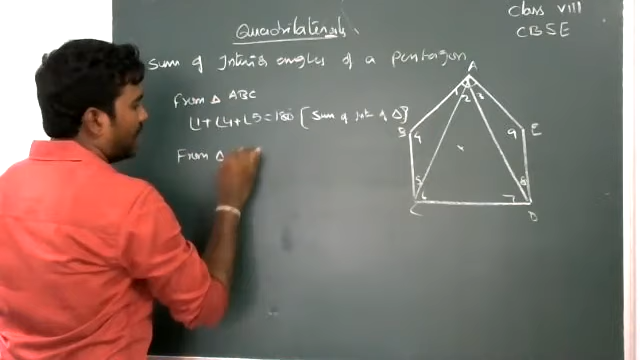 Class VIII
CBSE
Quadrilaterals
Sum of Interior angles of a pentagon
From Δ ABC
∠1+∠4+∠5=180° [Sum of Int of Δ]
From Δ
A
1 2 3
B 4
9 E
5 6
7 8
C
D